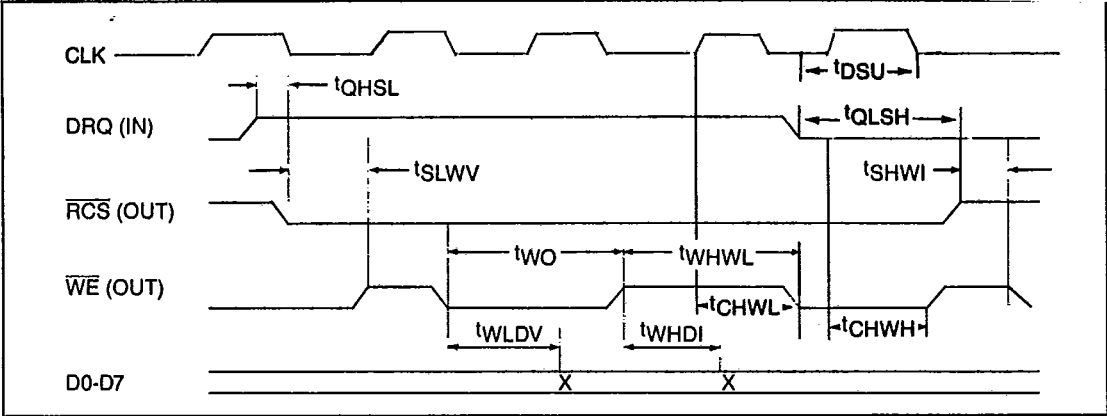 CLK
tDSU
tQHSL
DRQ (IN)
tQLSH
tSLWV
tSHWI
RCS (OUT)
tWO
tWHWL
WE (OUT)
tCHWL
tCHWH
tWLDV
tWHDI
D0-D7
X
X